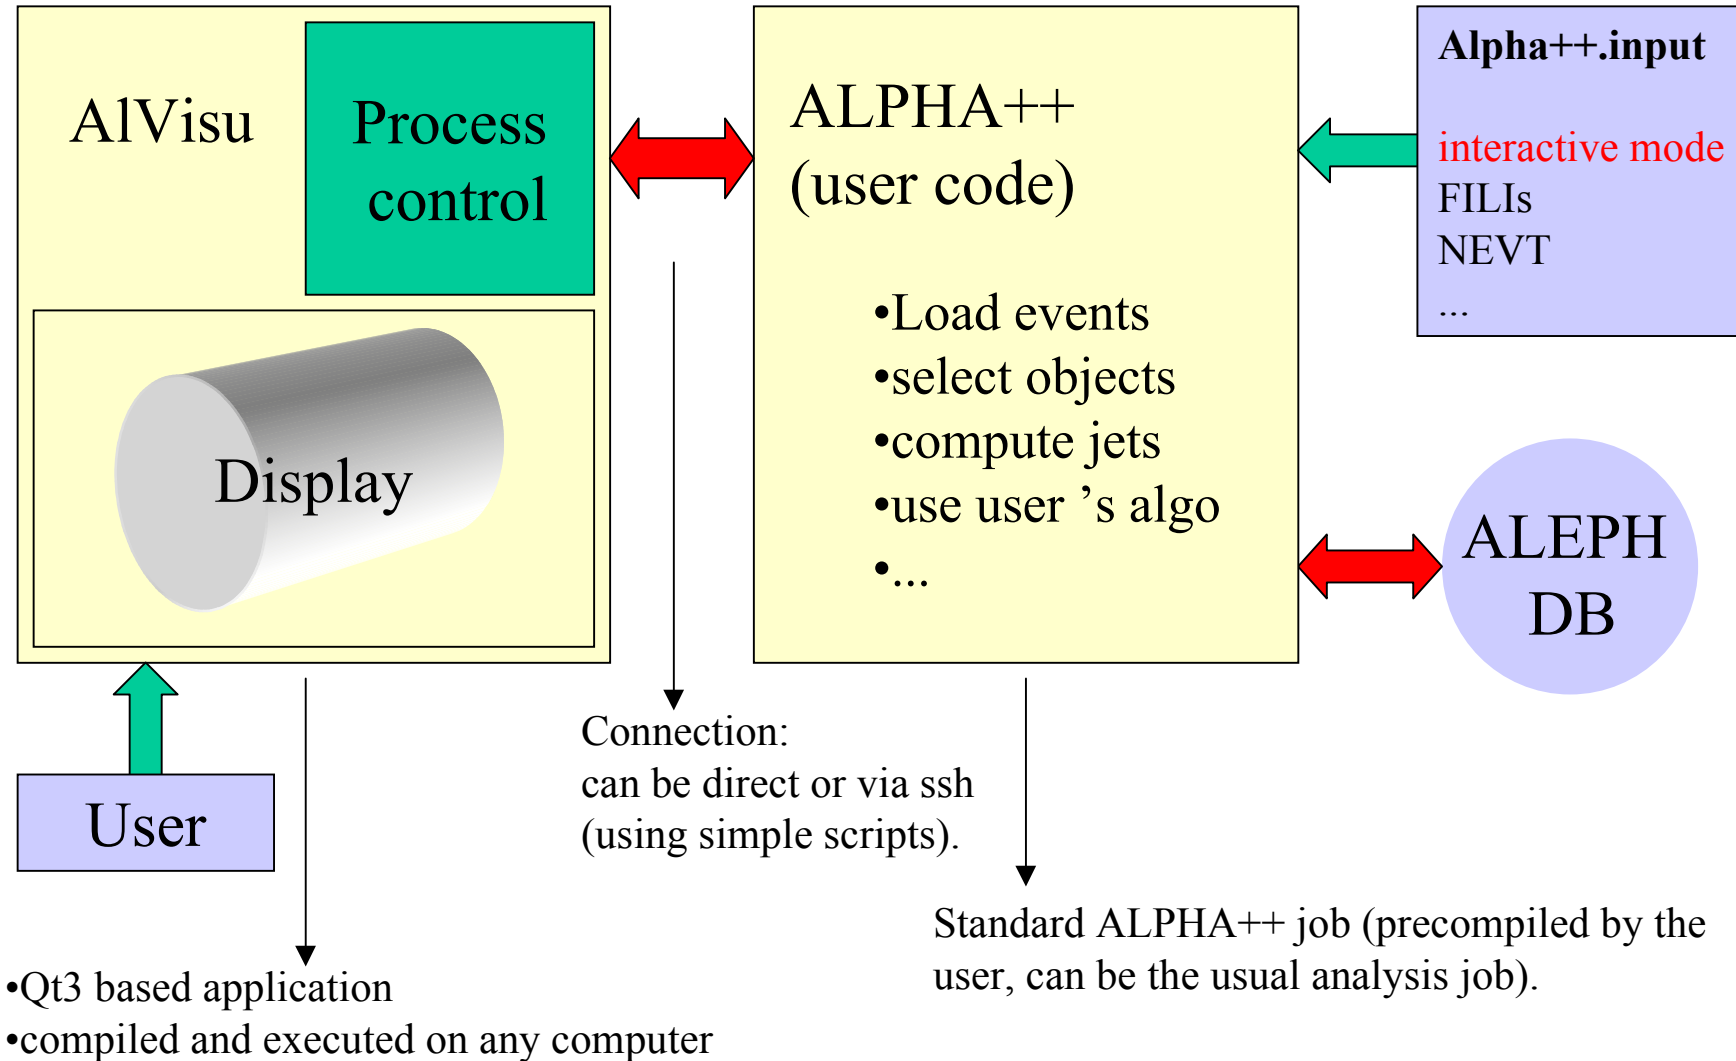 AlVisu
Process
control
Display
User
•Qt3 based application
•compiled and executed on any computer
Connection:
can be direct or via ssh
(using simple scripts).
ALPHA++
(user code)
•Load events
•select objects
•compute jets
•use user ’s algo
•...
Standard ALPHA++ job (precompiled by the
user, can be the usual analysis job).
Alpha++.input
interactive mode
FILIs
NEVT
...
ALEPH
DB